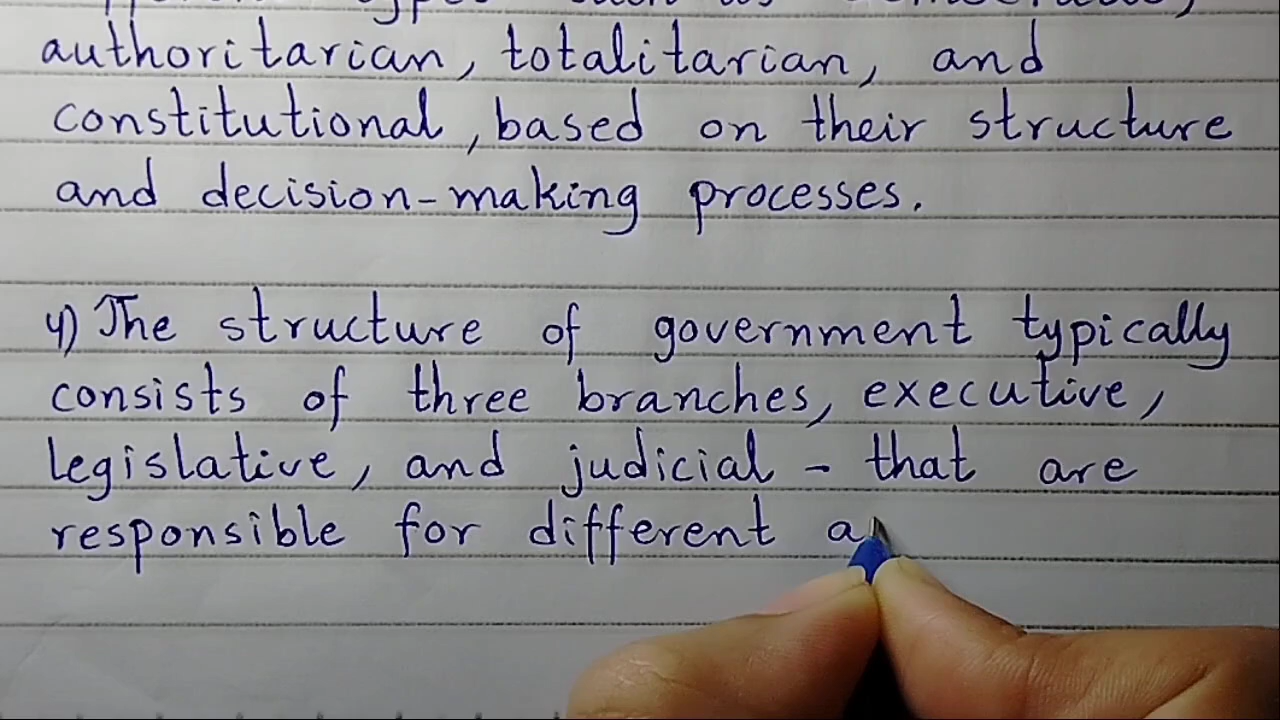 authoritarian, totalitarian, and
constitutional, based on their structure
and decision-making processes.
4) The structure of government typically
consists of three branches, executive,
legislative, and judicial - that are
responsible for different a